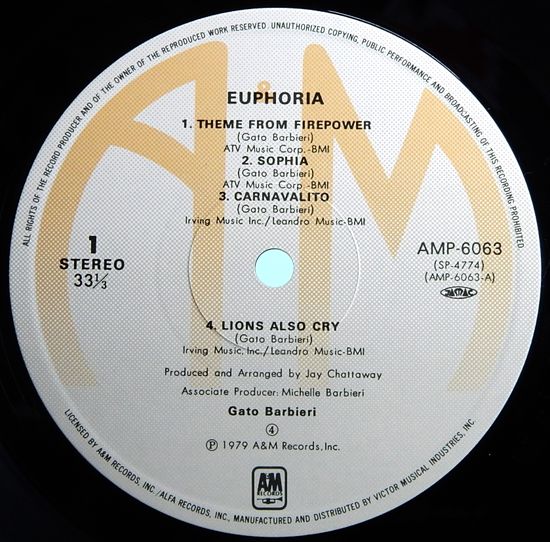 ALL RIGHTS OF THE RECORD PRODUCER AND OF THE OWNER OF THE REPRODUCED WORK RESERVED. UNAUTHORIZED COPYING, PUBLIC PERFORMANCE AND BROADCASTING OF THIS RECORDING PROHIBITED.
EUPHORIA
1. THEME FROM FIREPOWER
(Gato Barbieri)
ATV Music Corp.-BMI
2. SOPHIA
(Gato Barbieri)
ATV Music Corp.-BMI
3. CARNAVALITO
(Gato Barbieri)
Irving Music Inc./Leandro Music-BMI
1
STEREO
33⅓
AMP-6063
(SP-4774)
(AMP-6063-A)
JASRAC
4. LIONS ALSO CRY
(Gato Barbieri)
Irving Music, Inc./Leandro Music-BMI
Produced and Arranged by Jay Chattaway
Associate Producer: Michelle Barbieri
Gato Barbieri
④
Ⓟ 1979 A&M Records, Inc.
A&M
RECORDS
LICENSED BY A&M RECORDS, INC./ALFA RECORDS, INC., MANUFACTURED AND DISTRIBUTED BY VICTOR MUSICAL INDUSTRIES, INC.